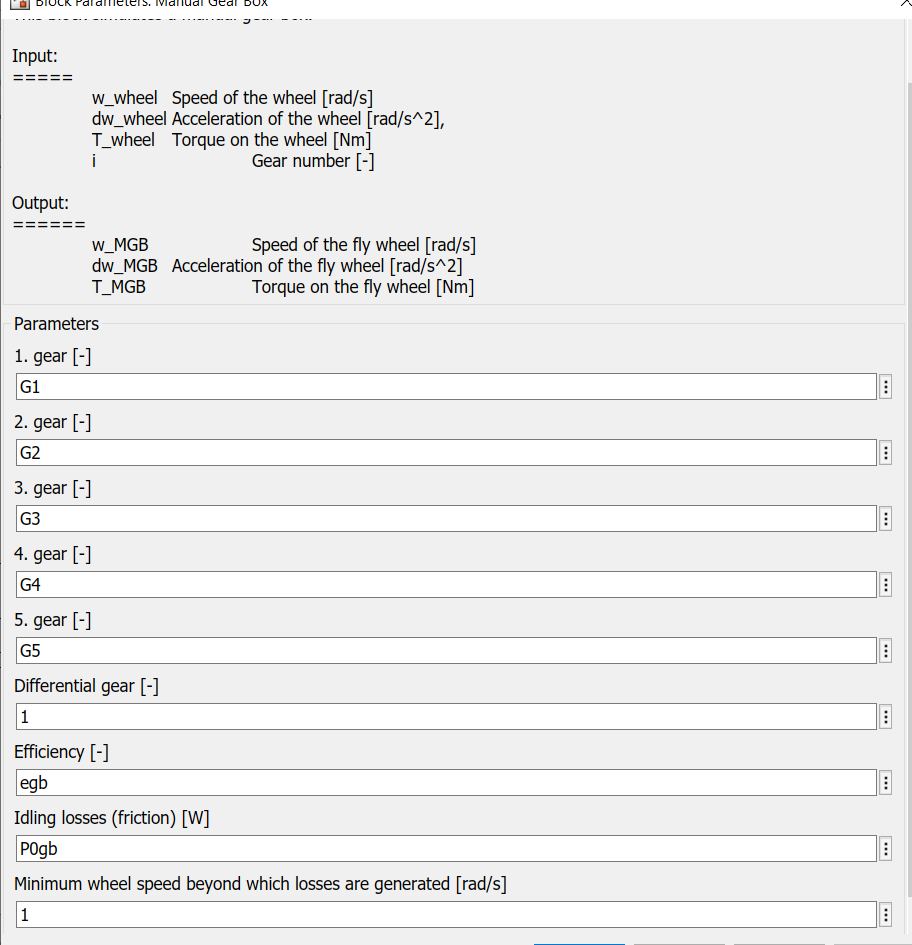 Block Parameters: Manual Gear Box
This block simulates a manual gear box.
Input:
=====
w_wheel Speed of the wheel [rad/s]
dw_wheel Acceleration of the wheel [rad/s^2],
T_wheel Torque on the wheel [Nm]
i Gear number [-]
Output:
======
w_MGB Speed of the fly wheel [rad/s]
dw_MGB Acceleration of the fly wheel [rad/s^2]
T_MGB Torque on the fly wheel [Nm]
Parameters
1. gear [-]
G1
2. gear [-]
G2
3. gear [-]
G3
4. gear [-]
G4
5. gear [-]
G5
Differential gear [-]
1
Efficiency [-]
egb
Idling losses (friction) [W]
P0gb
Minimum wheel speed beyond which losses are generated [rad/s]
1